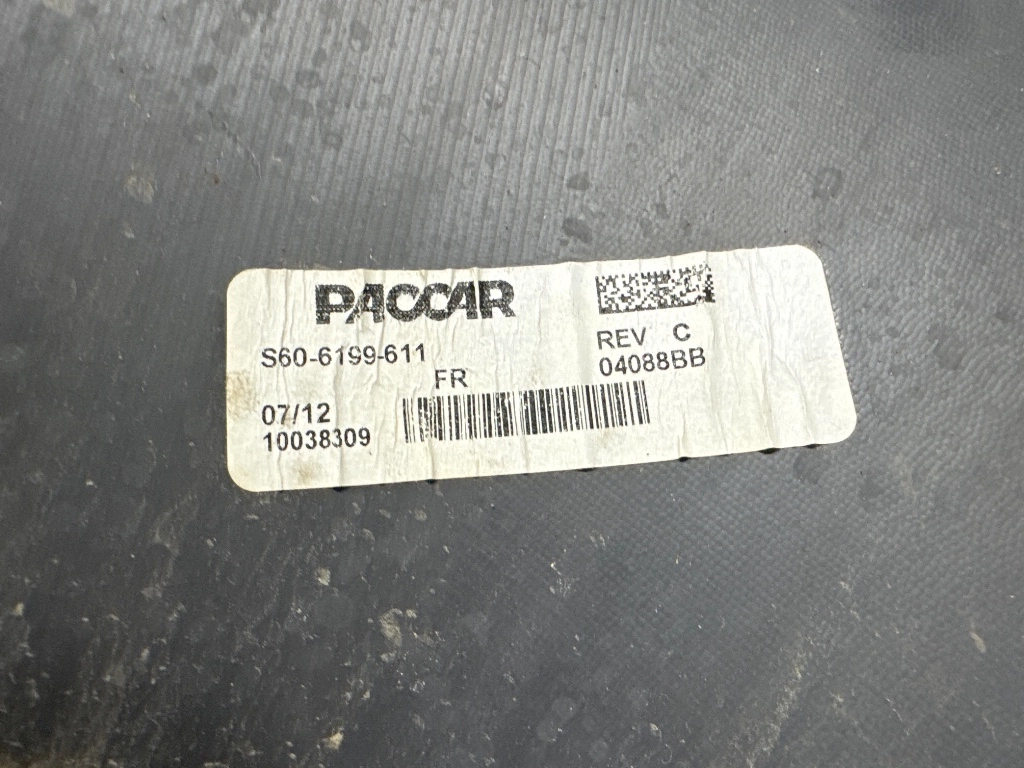 PACCAR
S60-6199-611
REV C
FR
04088BB
07/12
10038309